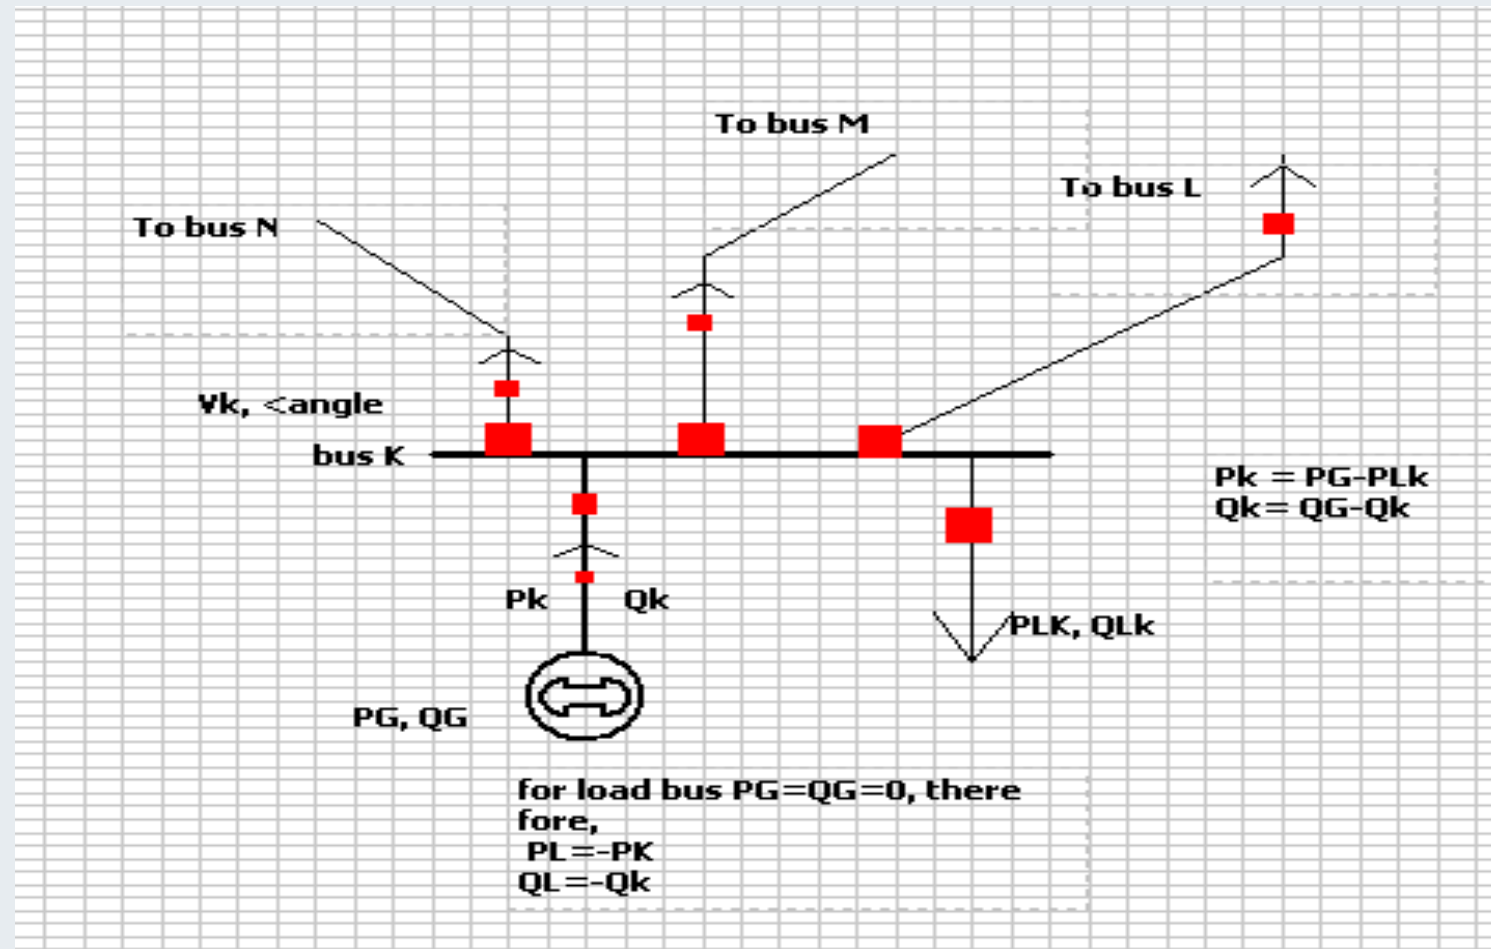 To bus M
To bus L
To bus N
Vk, <angle
bus K
Pk = PG-PLk
Qk= QG-Qk
Pk
Qk
PLK, QLk
PG, QG
for load bus PG=QG=0, there
fore,
PL=-PK
QL=-Qk